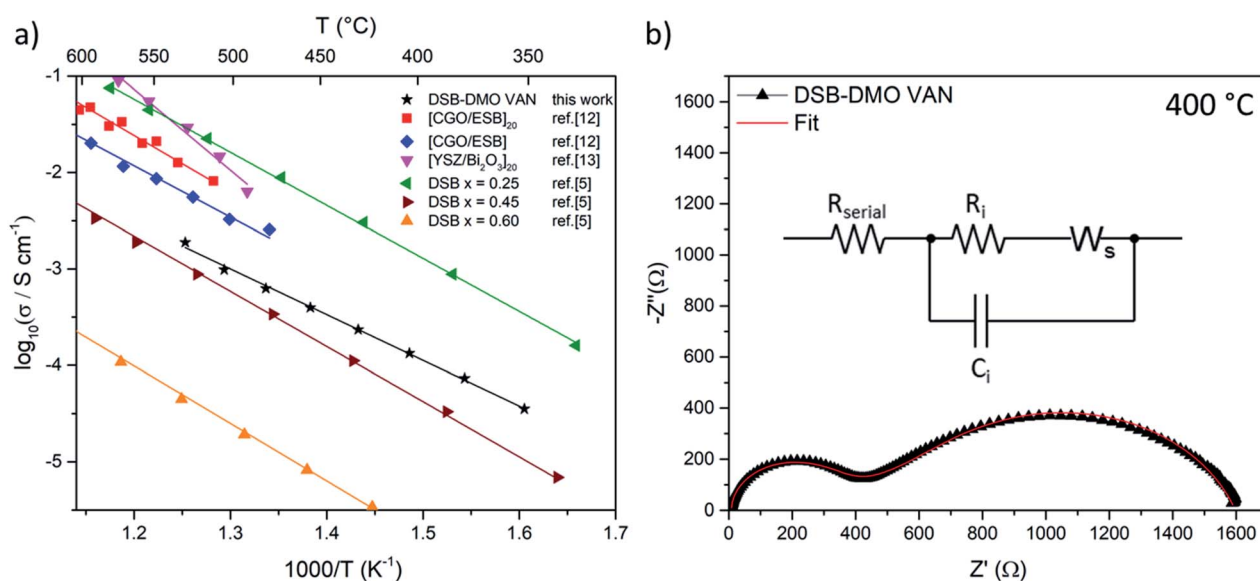 a)
T (°C)
600 550 500 450 400 350
-1
-2
-3
-4
-5
log10(σ / S cm-1)
DSB-DMO VAN this work
[CGO/ESB]20 ref.[12]
[CGO/ESB] ref.[12]
[YSZ/Bi2O3]20 ref.[13]
DSB x = 0.25 ref.[5]
DSB x = 0.45 ref.[5]
DSB x = 0.60 ref.[5]
1.2 1.3 1.4 1.5 1.6 1.7
1000/T (K-1)
b)
1600
1400
1200
1000
800
600
400
200
0
-Z"(Ω)
DSB-DMO VAN
Fit
400 °C
Rserial Ri Ws
Ci
0 200 400 600 800 1000 1200 1400 1600
Z' (Ω)